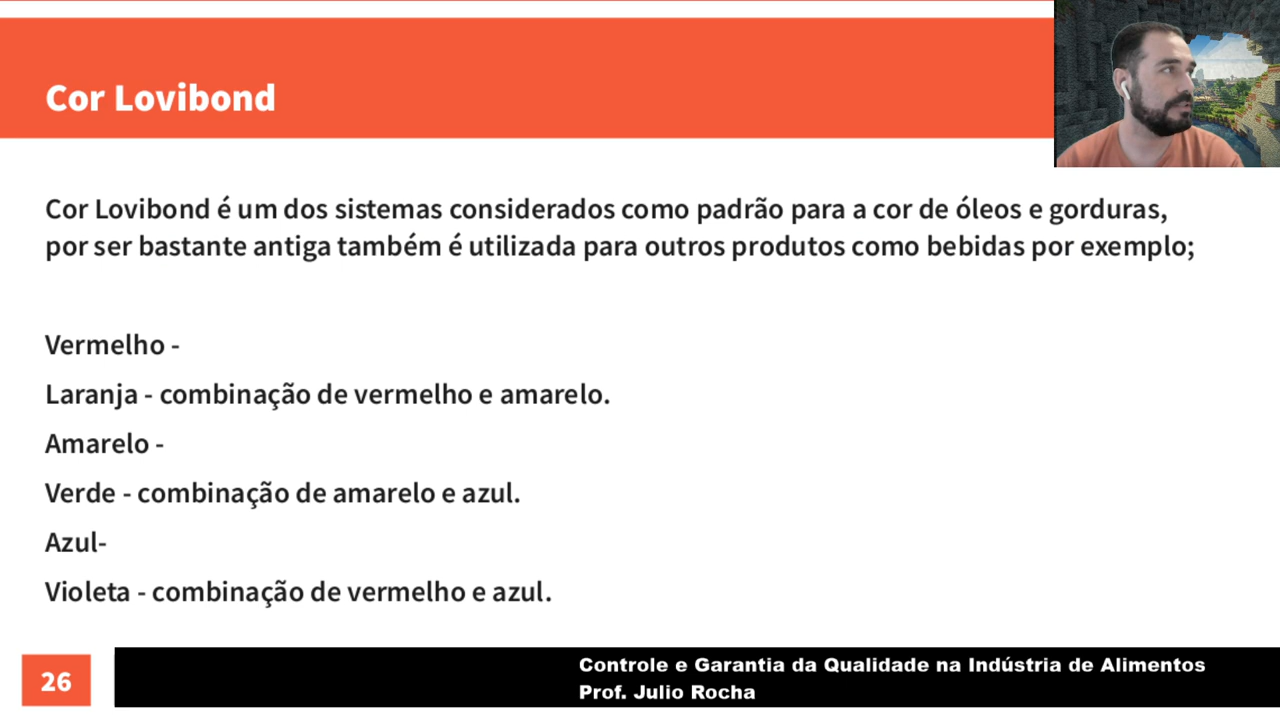 Cor Lovibond
Cor Lovibond é um dos sistemas considerados como padrão para a cor de óleos e gorduras,
por ser bastante antiga também é utilizada para outros produtos como bebidas por exemplo;
Vermelho -
Laranja - combinação de vermelho e amarelo.
Amarelo -
Verde - combinação de amarelo e azul.
Azul-
Violeta - combinação de vermelho e azul.
26
Controle e Garantia da Qualidade na Indústria de Alimentos
Prof. Julio Rocha